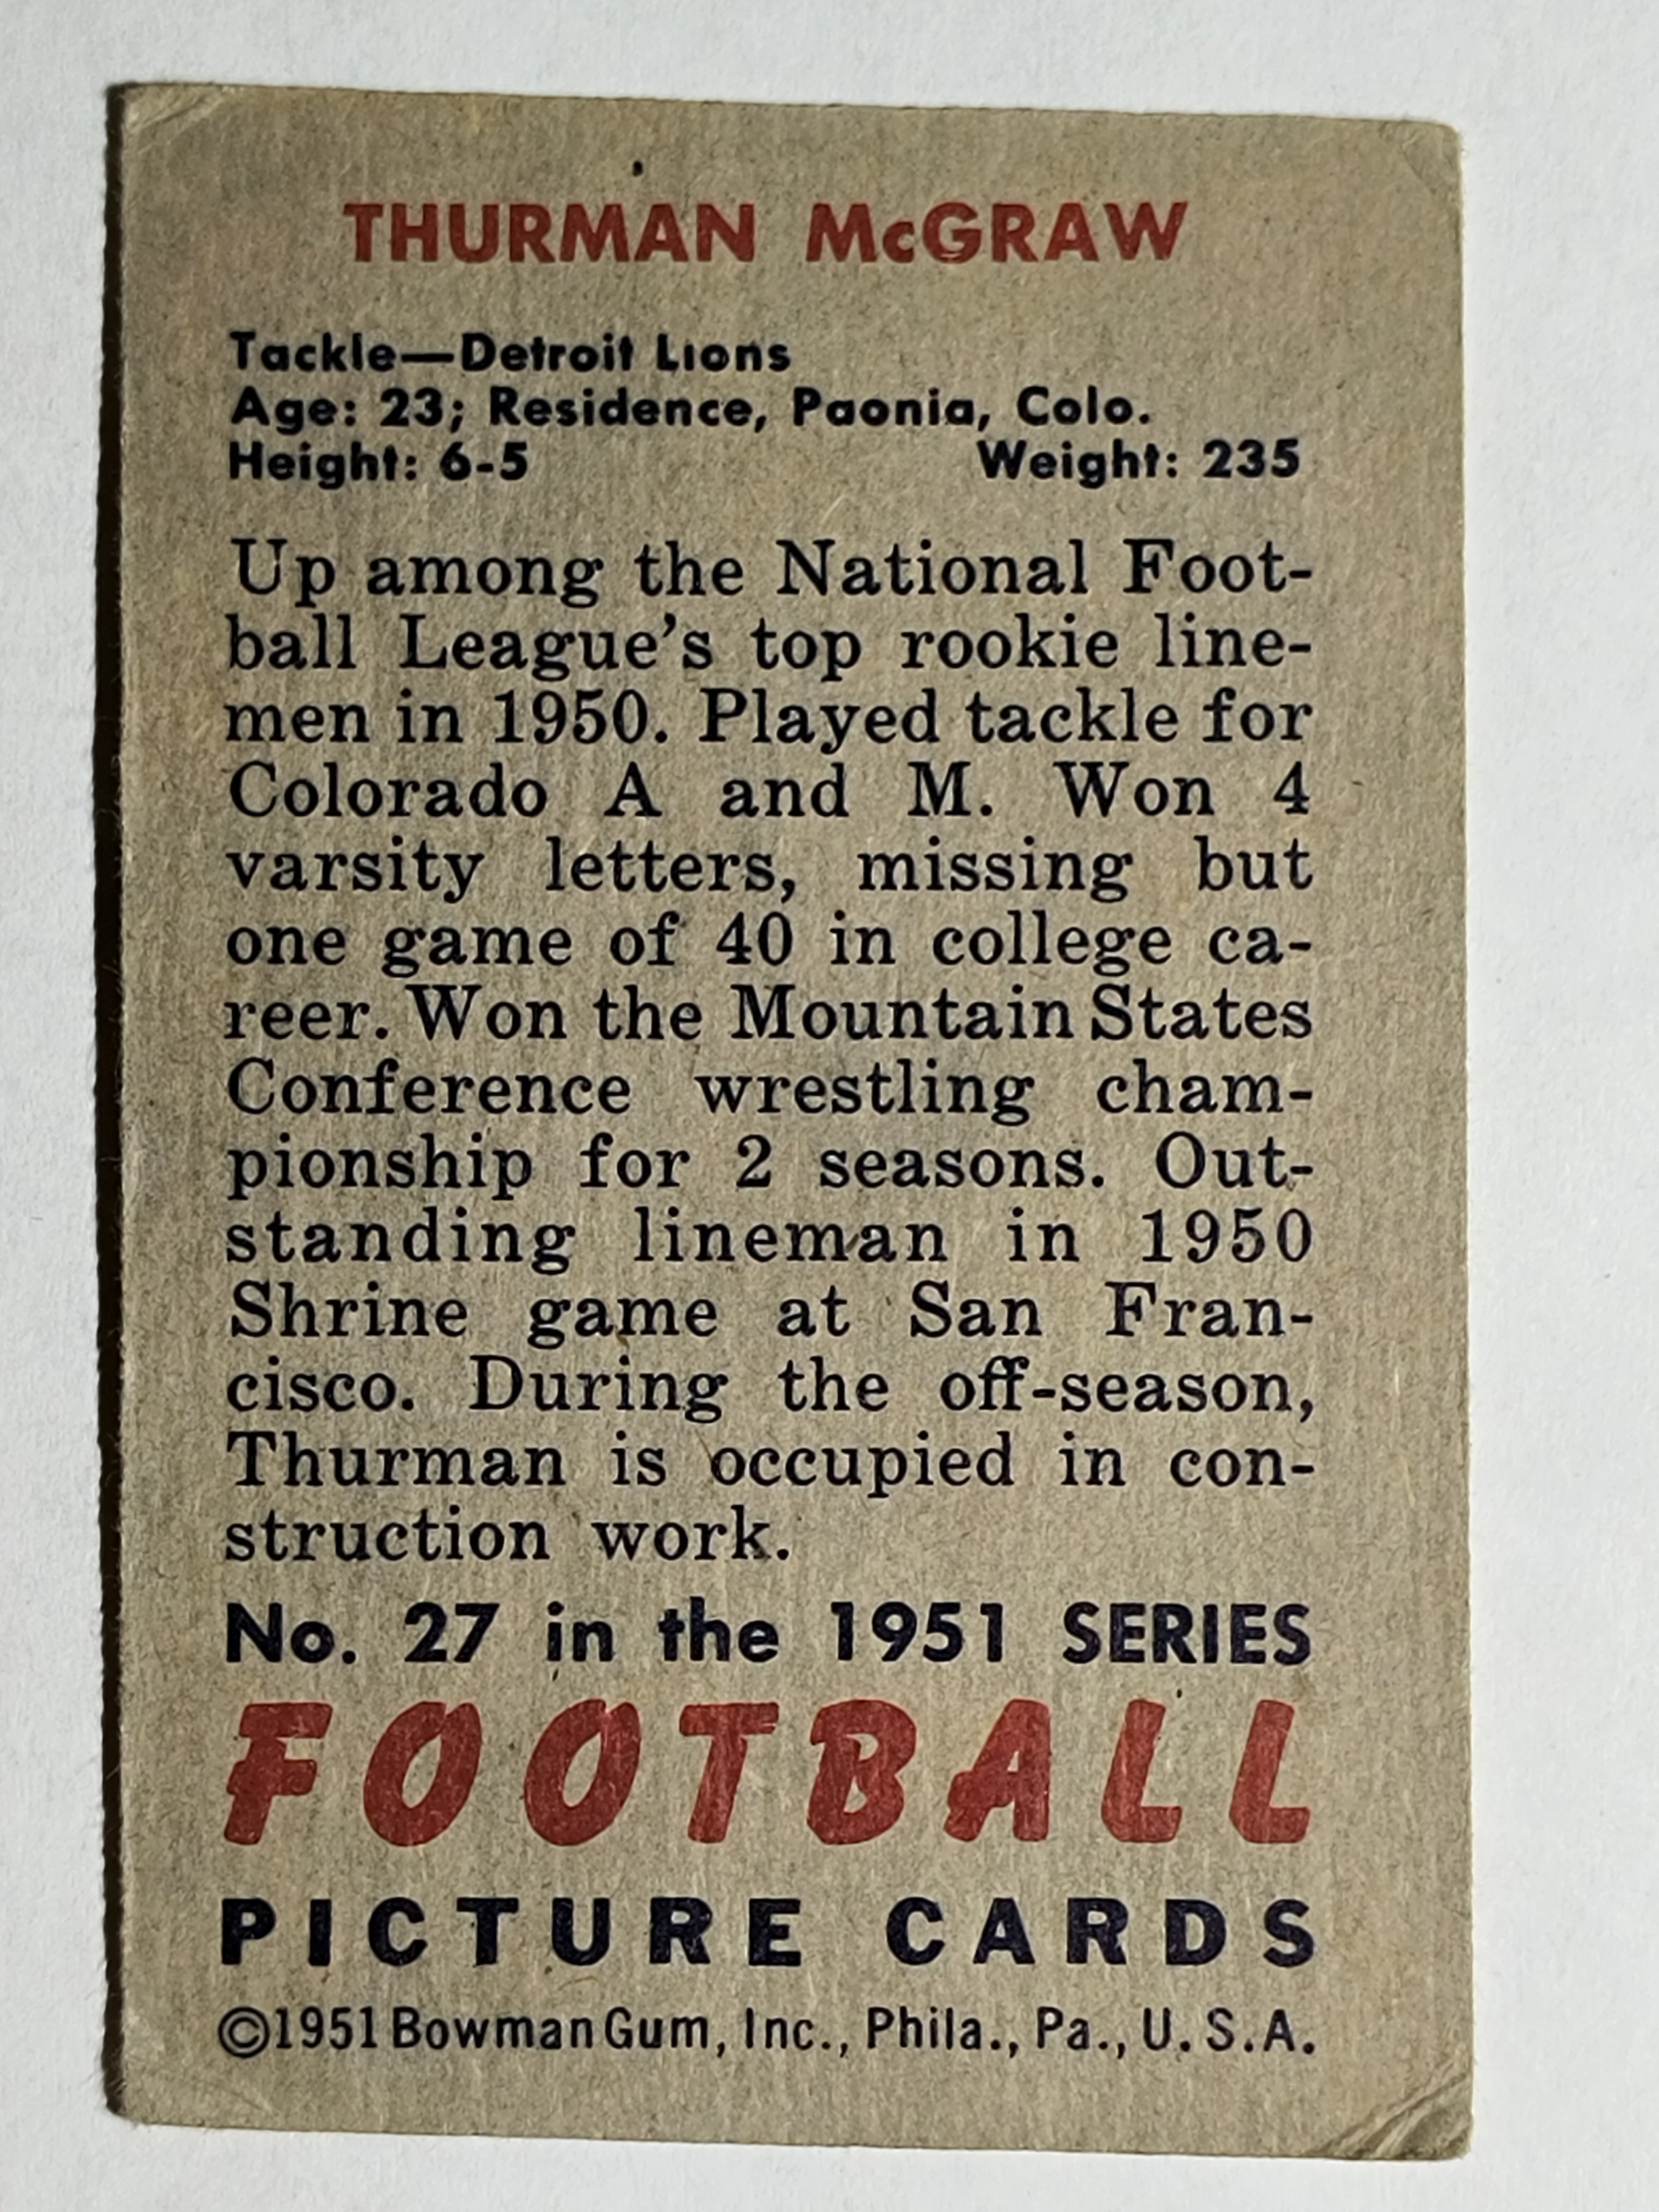 THURMAN McGRAW
Tackle—Detroit Lions
Age: 23; Residence, Paonia, Colo.
Height: 6-5 Weight: 235
Up among the National Foot-
ball League's top rookie line-
men in 1950. Played tackle for
Colorado A and M. Won 4
varsity letters, missing but
one game of 40 in college ca-
reer. Won the Mountain States
Conference wrestling cham-
pionship for 2 seasons. Out-
standing lineman in 1950
Shrine game at San Fran-
cisco. During the off-season,
Thurman is occupied in con-
struction work.
No. 27 in the 1951 SERIES
FOOTBALL
PICTURE CARDS
©1951 Bowman Gum, Inc., Phila., Pa., U.S.A.